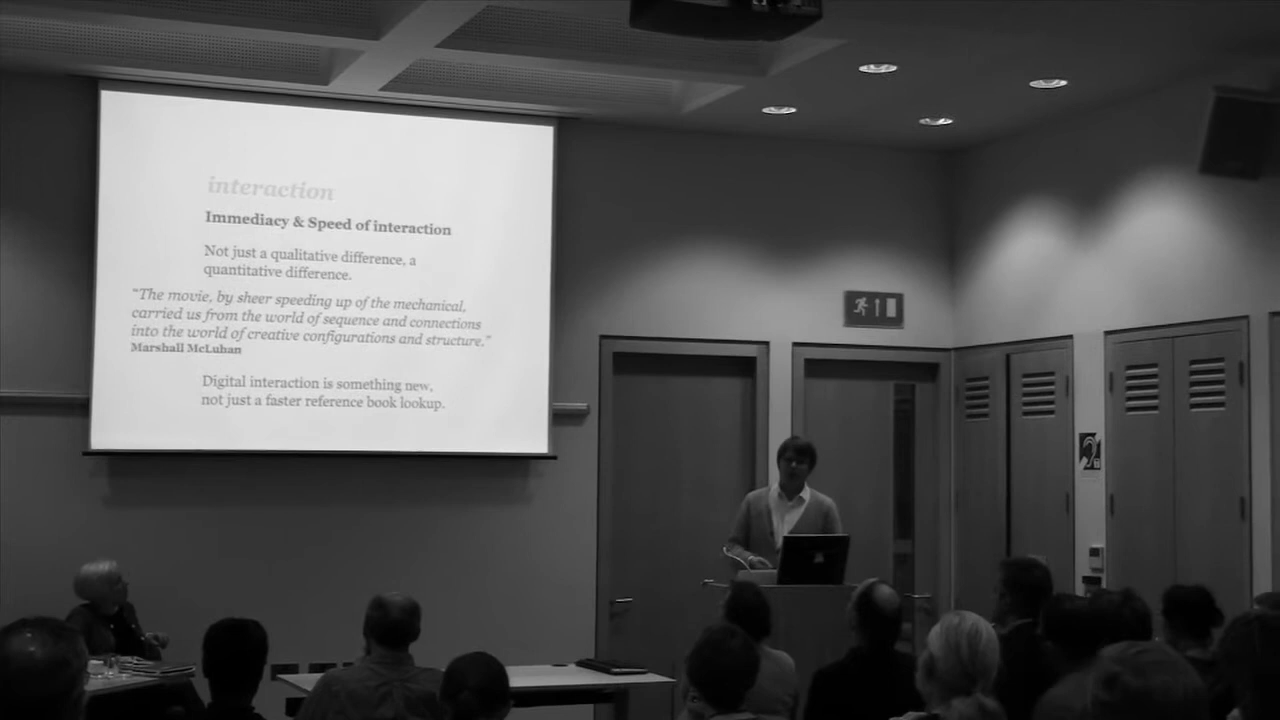 interaction
Immediacy & Speed of interaction
Not just a qualitative difference, a
quantitative difference.
"The movie, by sheer speeding up of the mechanical,
carried us from the world of sequence and connections
into the world of creative configurations and structure."
Marshall McLuhan
Digital interaction is something new,
not just a faster reference book lookup.